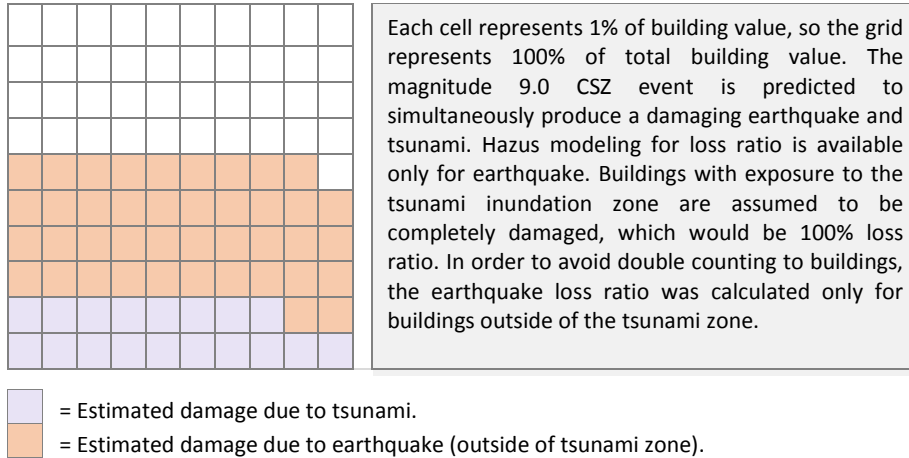 Each cell represents 1% of building value, so the grid
represents 100% of total building value. The
magnitude 9.0 CSZ event is predicted to
simultaneously produce a damaging earthquake and
tsunami. Hazus modeling for loss ratio is available
only for earthquake. Buildings with exposure to the
tsunami inundation zone are assumed to be
completely damaged, which would be 100% loss
ratio. In order to avoid double counting to buildings,
the earthquake loss ratio was calculated only for
buildings outside of the tsunami zone.
= Estimated damage due to tsunami.
= Estimated damage due to earthquake (outside of tsunami zone).